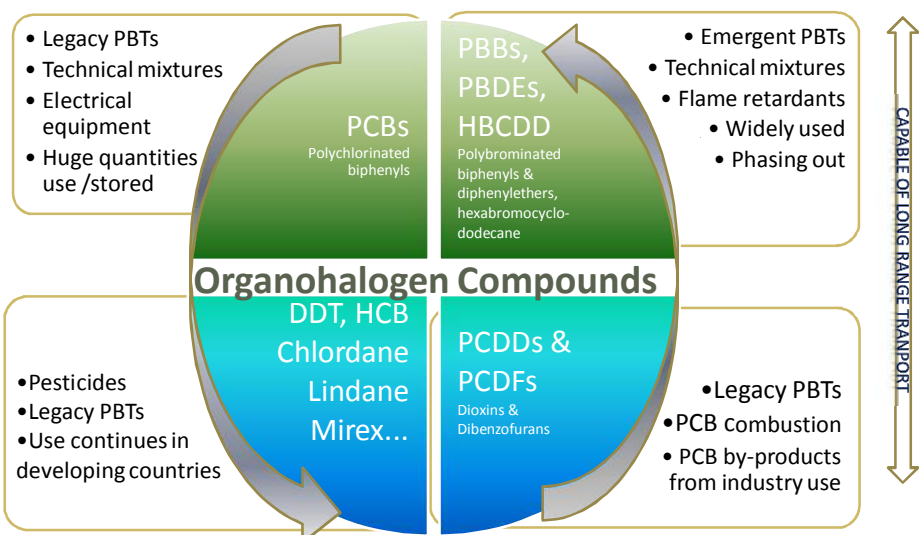 • Legacy PBTs
• Technical mixtures
• Electrical
equipment
• Huge quantities
use /stored
PCBs
Polychlorinated
biphenyls
PBBs,
PBDEs,
HBCDD
Polybrominated
biphenyls &
diphenylethers,
hexabromocyclo-
dodecane
• Emergent PBTs
• Technical mixtures
• Flame retardants
• Widely used
• Phasing out
CAPABLE OF LONG RANGE TRANPORT
Organohalogen Compounds
•Pesticides
•Legacy PBTs
•Use continues in
developing countries
DDT, HCB
Chlordane
Lindane
Mirex...
PCDDs &
PCDFs
Dioxins &
Dibenzofurans
•Legacy PBTs
•PCB Combustion
• PCB by-products
from industry use